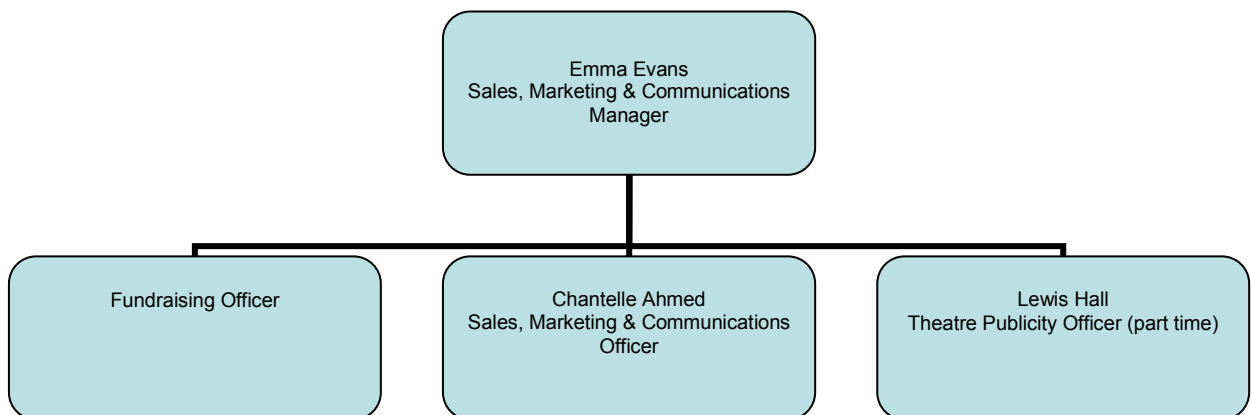 Emma Evans
Sales, Marketing & Communications
Manager
Fundraising Officer
Chantelle Ahmed
Sales, Marketing & Communications
Officer
Lewis Hall
Theatre Publicity Officer (part time)